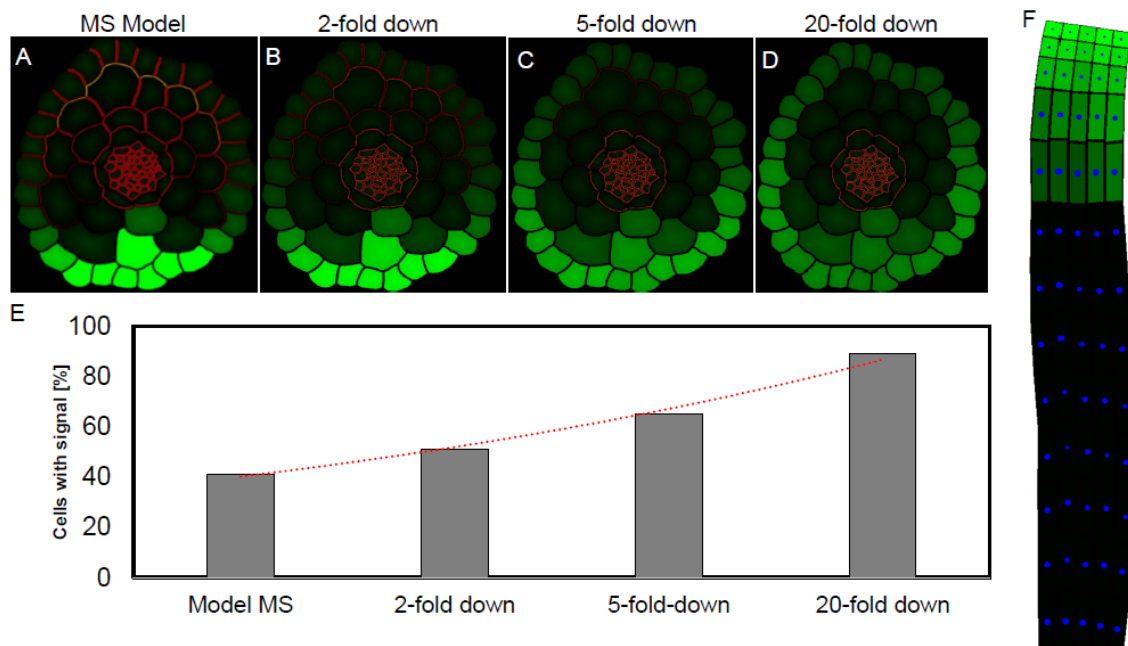 MS Model
2-fold down
5-fold down
20-fold down
A
B
C
D
F
E
Cells with signal [%]
100
80
60
40
20
0
Model MS
2-fold down
5-fold-down
20-fold down